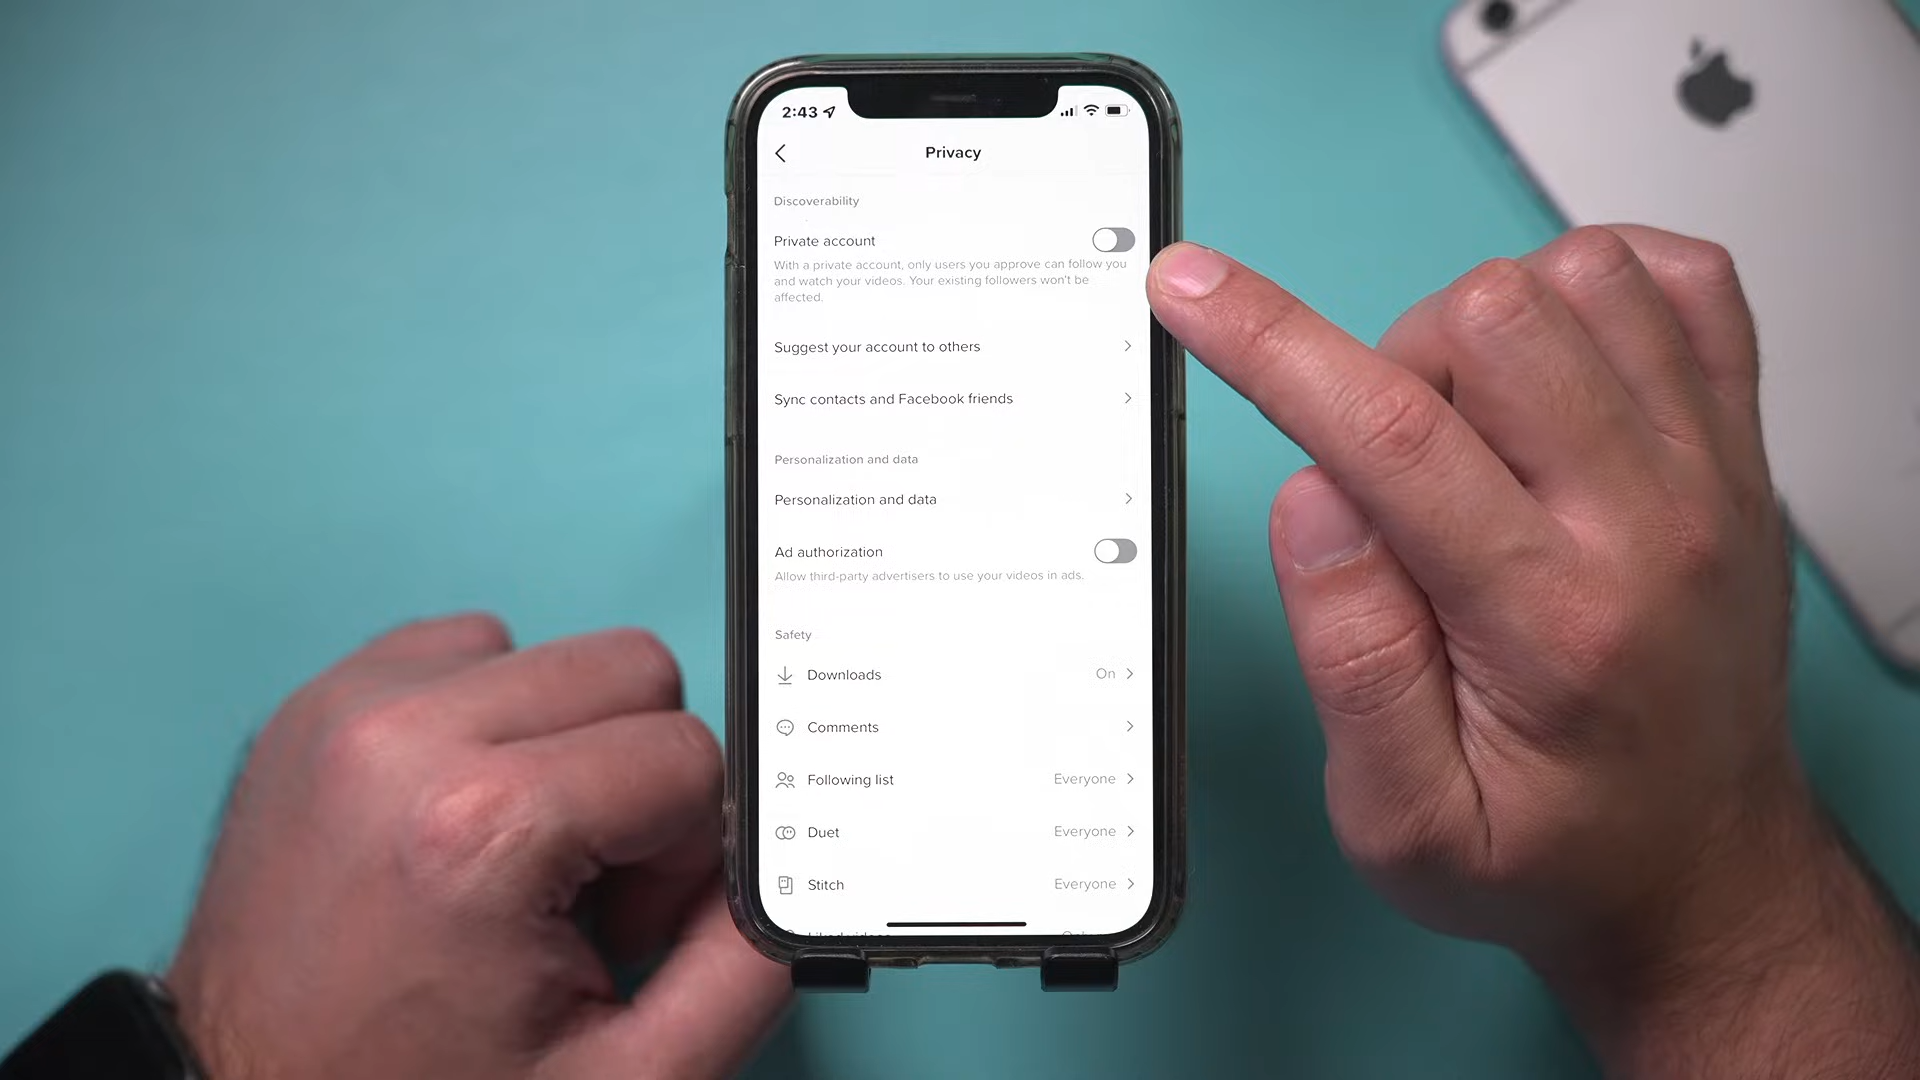 2:43
Privacy
Discoverability
Private account
With a private account, only users you approve can follow you
and watch your videos. Your existing followers won't be
affected.
Suggest your account to others
Sync contacts and Facebook friends
Personalization and data
Personalization and data
Ad authorization
Allow third-party advertisers to use your videos in ads.
Safety
Downloads On
Comments
Following list Everyone
Duet Everyone
Stitch Everyone